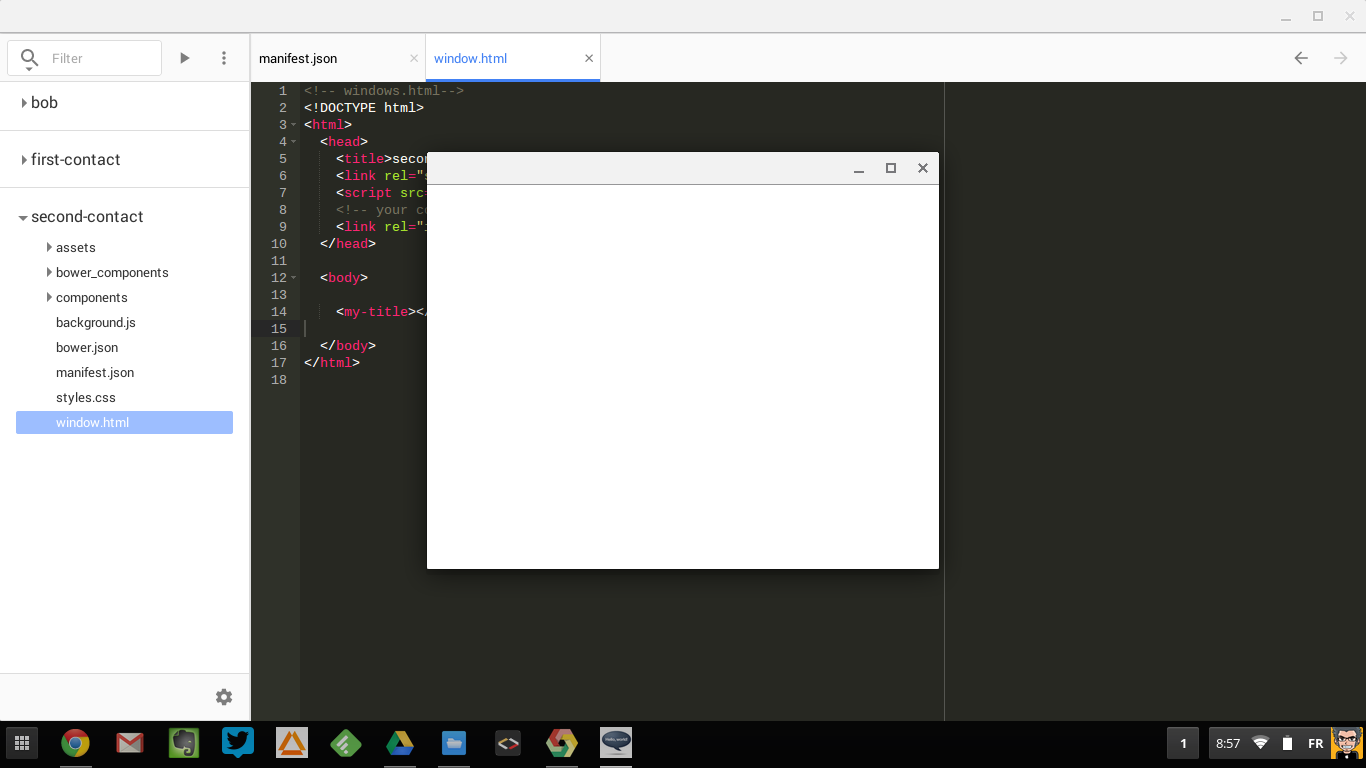 Filter
manifest.json
window.html
bob
first-contact
second-contact
assets
bower_components
components
background.js
bower.json
manifest.json
styles.css
window.html
1 <!-- windows.html-->
2 <!DOCTYPE html>
3 <html>
4 <head>
5 <title>secon
6 <link rel="s
7 <script src=
8 <!-- your co
9 <link rel="i
10 </head>
11
12 <body>
13
14 <my-title></
15
16 </body>
17 </html>
18
Hello, world!
1
8:57
FR